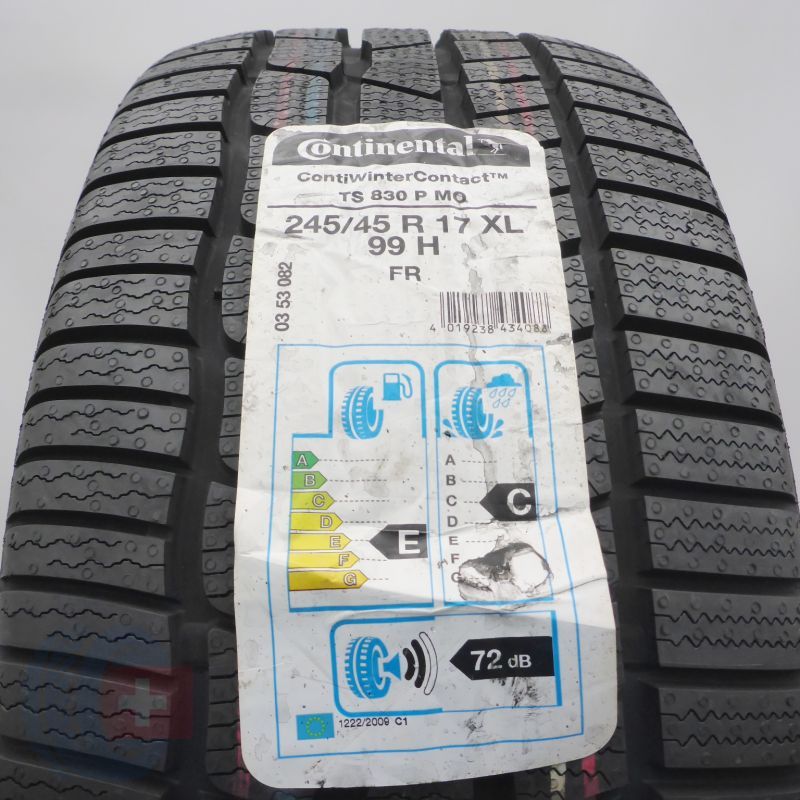 Continental
ContiWinterContact™
TS 830 P MO
245/45 R 17 XL
99 H
FR
03 53 082
4 019238 434088
A
B
C
D
E
F
G
E
A
B
C
D
E
F
G
C
72 dB
1222/2009 C1